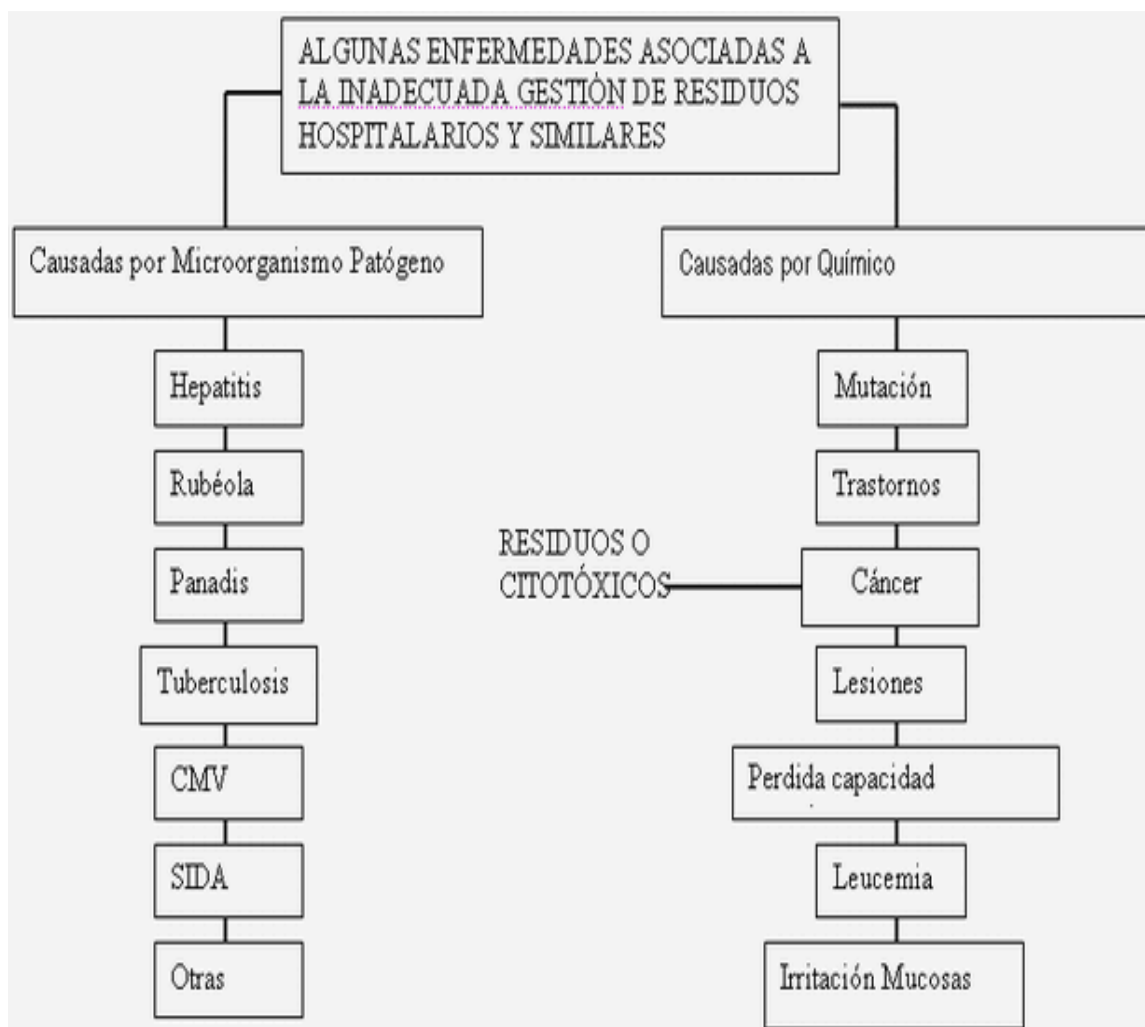 ALGUNAS ENFERMEDADES ASOCIADAS A
LA INADECUADA GESTIÓN DE RESIDUOS
HOSPITALARIOS Y SIMILARES
Causadas por Microorganismo Patógeno
Hepatitis
Rubéola
Panadis
Tuberculosis
CMV
SIDA
Otras
Causadas por Químico
Mutación
Trastornos
RESIDUOS O
CITOTÓXICOS
Cáncer
Lesiones
Perdida capacidad
Leucemia
Irritación Mucosas